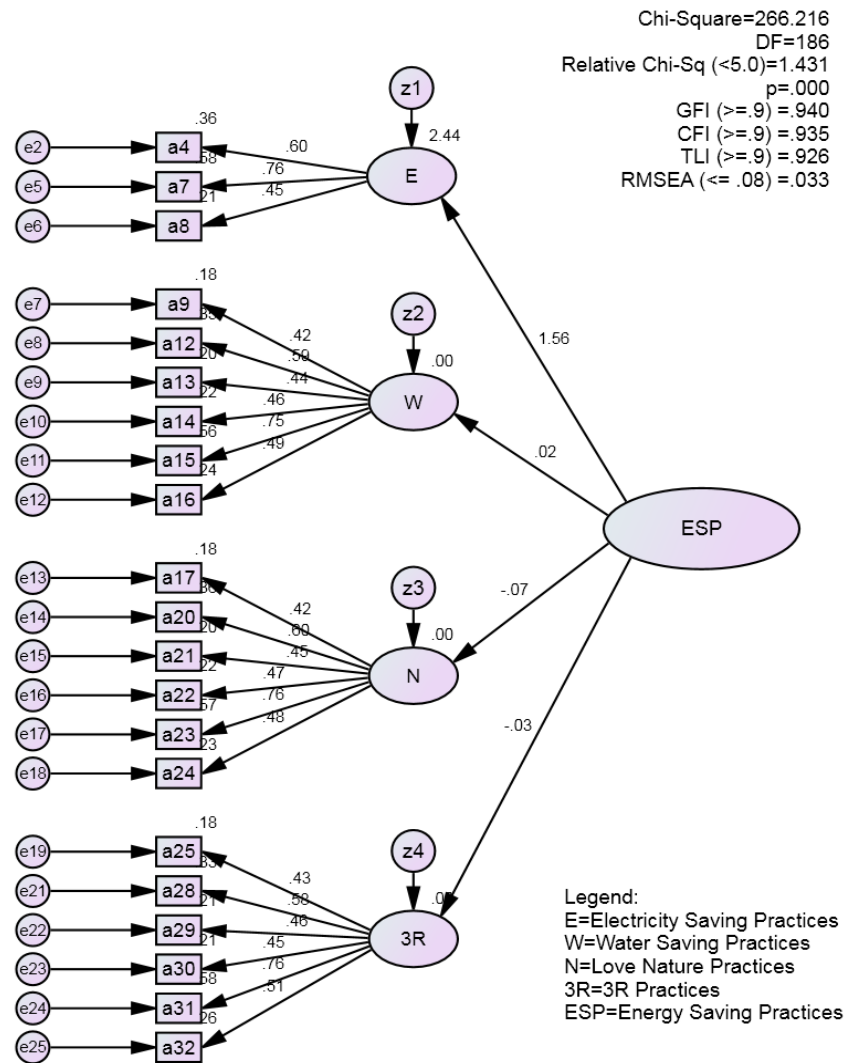 Chi-Square=266.216
DF=186
Relative Chi-Sq (<5.0)=1.431
p=.000
GFI (>=.9) =.940
CFI (>=.9) =.935
TLI (>=.9) =.926
RMSEA (<= .08) =.033
z1
2.44
E
.36
e2
a4
.60
.58
e5
a7
.76
.21
e6
a8
.45
1.56
z2
.00
W
.18
e7
a9
.42
.35
e8
a12
.59
.20
e9
a13
.44
.22
e10
a14
.46
.56
e11
a15
.75
.24
e12
a16
.49
.02
ESP
z3
.00
N
.18
e13
a17
.42
.36
e14
a20
.60
.20
e15
a21
.45
.22
e16
a22
.47
.57
e17
a23
.76
.23
e18
a24
.48
-.07
-.03
z4
3R
.18
e19
a25
.43
.33
e21
a28
.58
.21
e22
a29
.46
.21
e23
a30
.45
.58
e24
a31
.76
.26
e25
a32
.51
Legend:
E=Electricity Saving Practices
W=Water Saving Practices
N=Love Nature Practices
3R=3R Practices
ESP=Energy Saving Practices